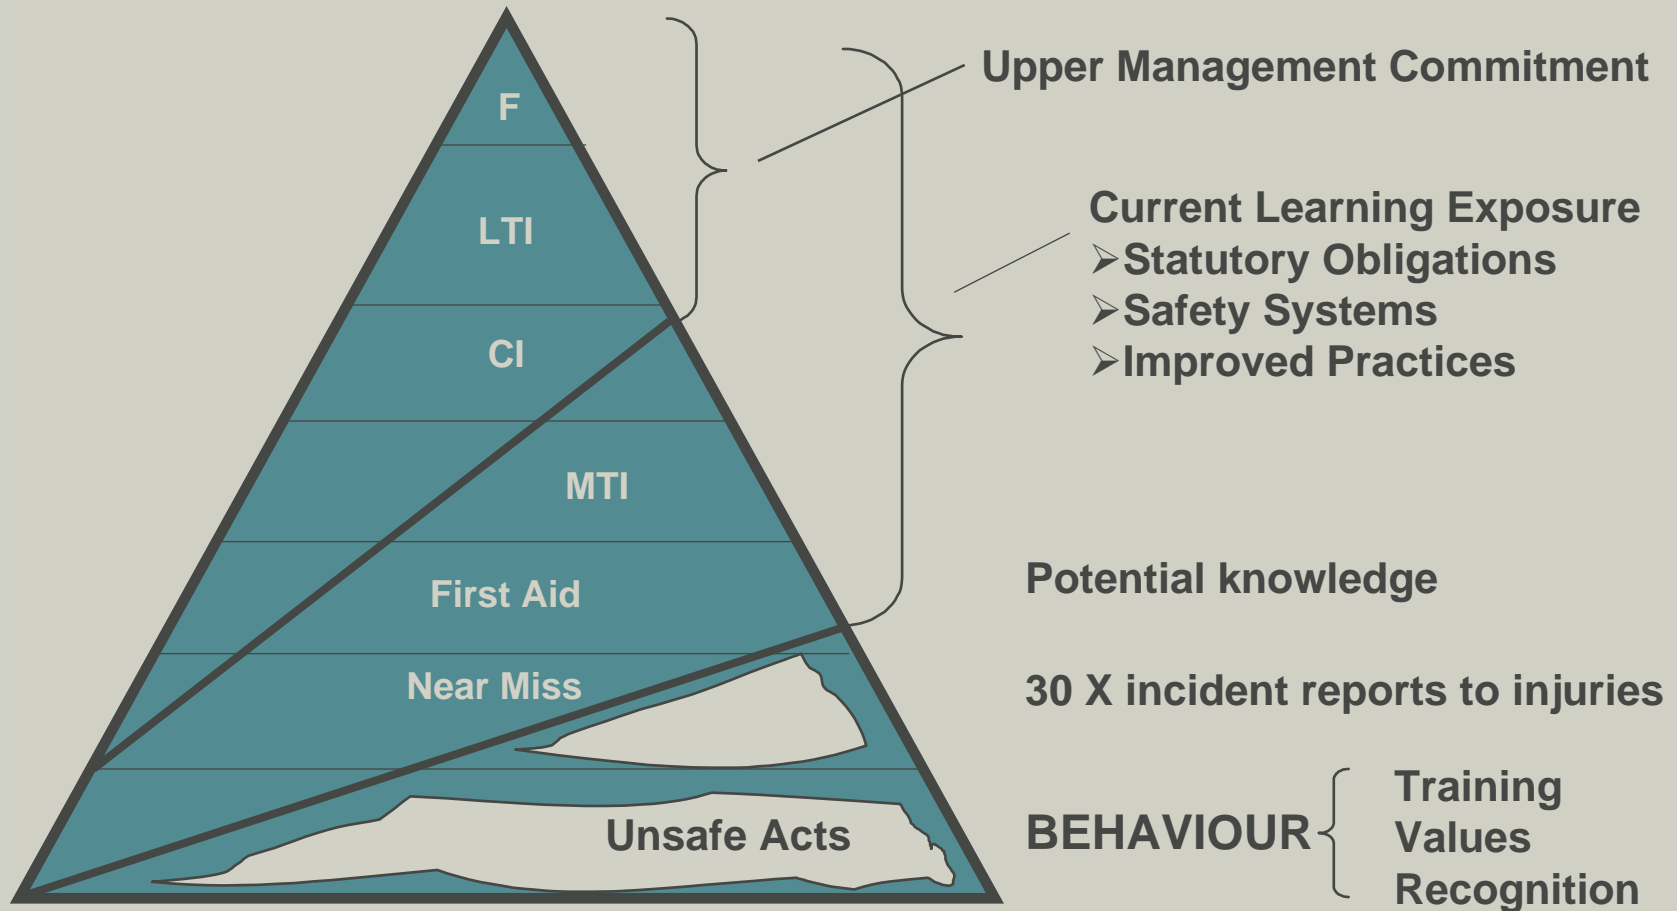 F
LTI
CI
MTI
First Aid
Near Miss
Unsafe Acts
Upper Management Commitment
Current Learning Exposure
➢Statutory Obligations
➢Safety Systems
➢Improved Practices
Potential knowledge
30 X incident reports to injuries
BEHAVIOUR
Training
Values
Recognition